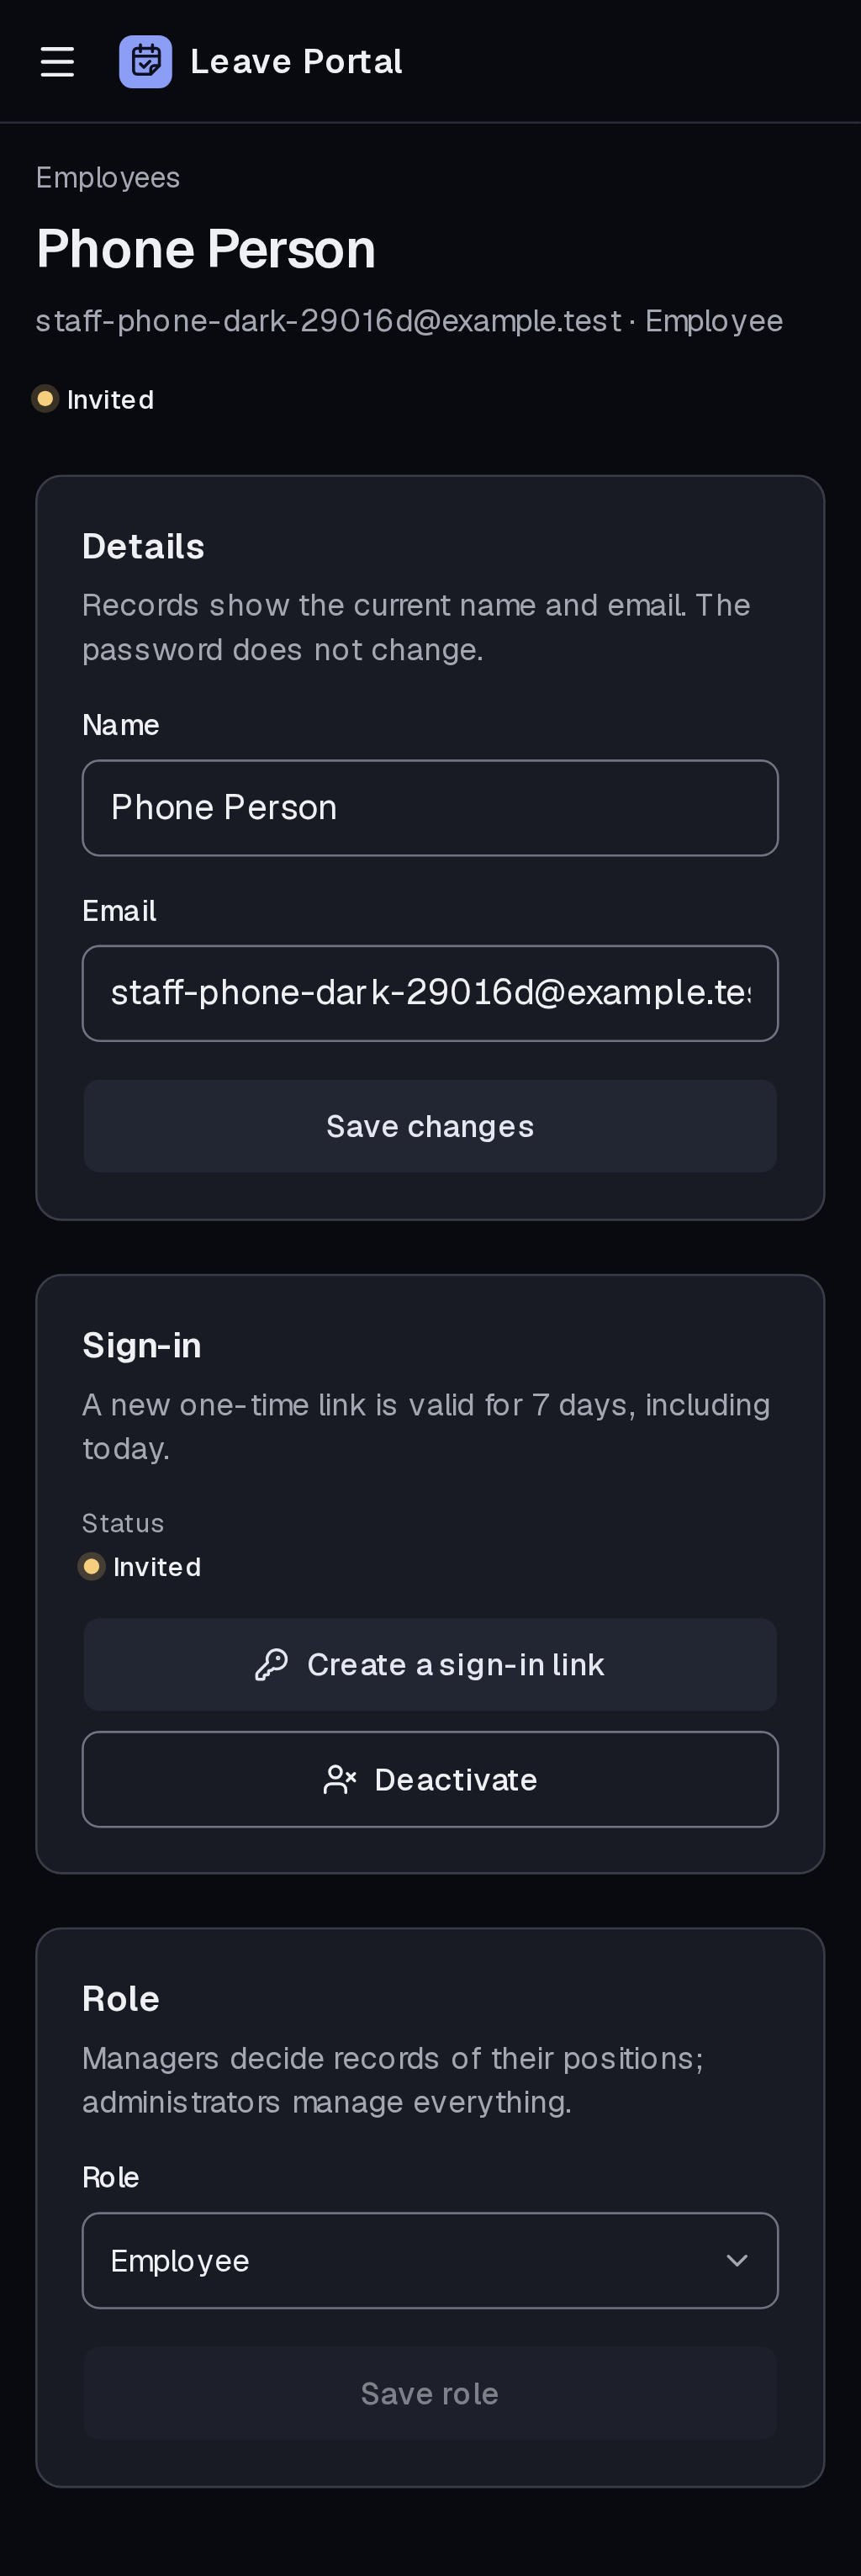 Leave Portal
Employees
Phone Person
staff-phone-dark-29016d@example.test · Employee
Invited
Details
Records show the current name and email. The
password does not change.
Name
Phone Person
Email
staff-phone-dark-29016d@example.tes
Save changes
Sign-in
A new one-time link is valid for 7 days, including
today.
Status
Invited
Create a sign-in link
Deactivate
Role
Managers decide records of their positions;
administrators manage everything.
Role
Employee
Save role